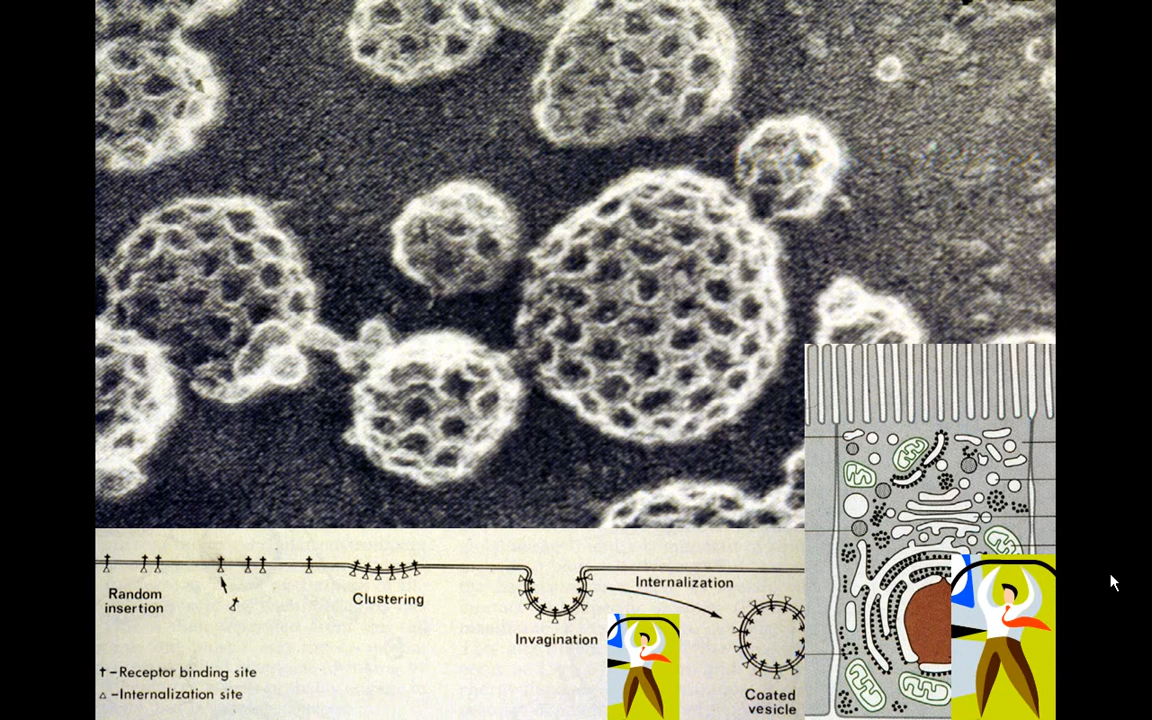 Random
insertion
Clustering
Invagination
Internalization
Coated
vesicle
† - Receptor binding site
△ - Internalization site